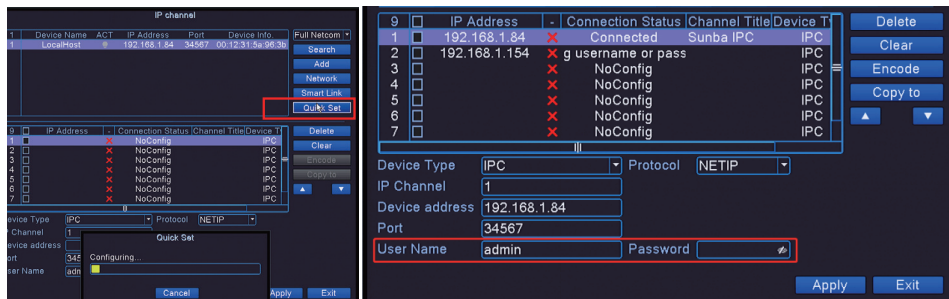 IP channel
1 Device Name ACT IP Address Port Device Info. Full Netcom
1 LocalHost 192.168.1.84 34567 00:12:31:5a:96:3b
Search
Add
Network
Smart Link
Quick Set
9 IP Address - Connection Status Channel Title Device T
1 NoConfig IPC
2 NoConfig IPC
3 NoConfig IPC
4 NoConfig IPC
5 NoConfig IPC
6 NoConfig IPC
7 NoConfig IPC
Delete
Clear
Encode
Copy to
evice Type IPC Protocol NETIP
Channel 1
evice address
ort 345
ser Name adn
Quick Set
Configuring...
Cancel
Apply Exit
9 IP Address - Connection Status Channel Title Device T
1 192.168.1.84 Connected Sunba IPC IPC
2 192.168.1.154 g username or pass IPC
3 NoConfig IPC
4 NoConfig IPC
5 NoConfig IPC
6 NoConfig IPC
7 NoConfig IPC
Delete
Clear
Encode
Copy to
Device Type IPC Protocol NETIP
IP Channel 1
Device address 192.168.1.84
Port 34567
User Name admin Password
Apply Exit